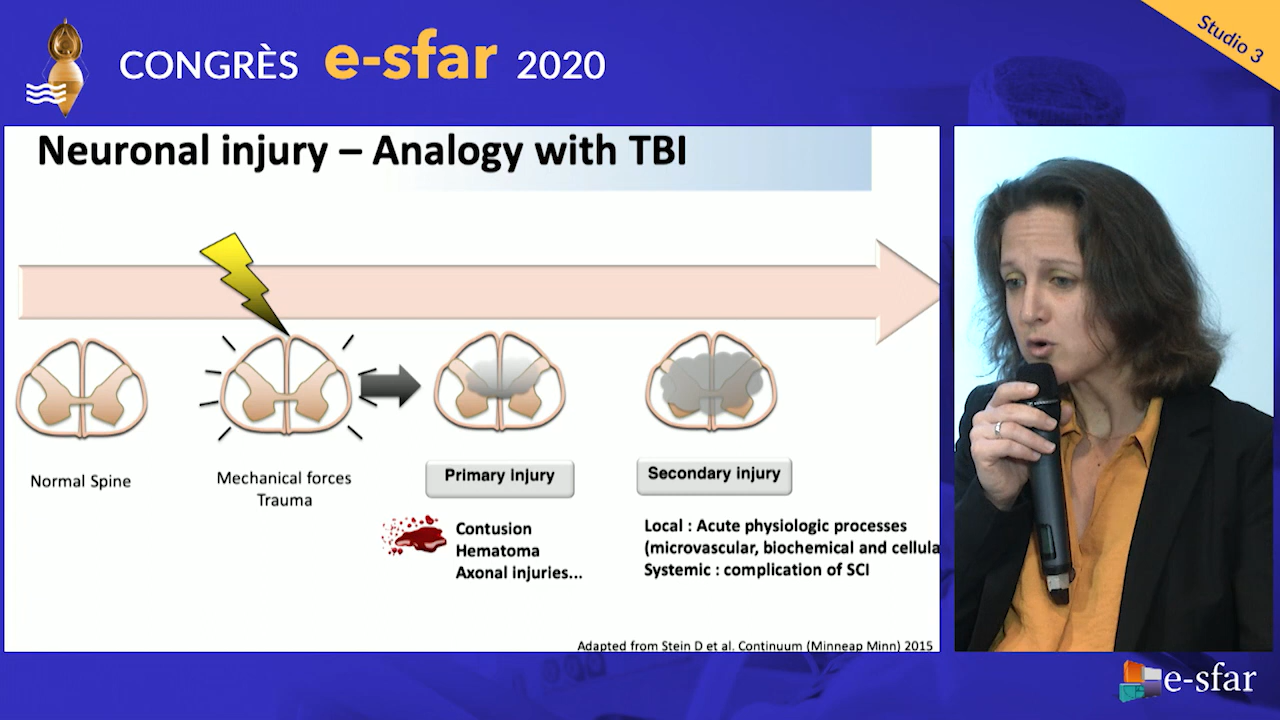 CONGRÈS e-sfar 2020
Studio 3
Neuronal injury – Analogy with TBI
Normal Spine
Mechanical forces
Trauma
Primary injury
Contusion
Hematoma
Axonal injuries...
Secondary injury
Local : Acute physiologic processes
(microvascular, biochemical and cellula
Systemic : complication of SCI
Adapted from Stein D et al. Continuum (Minneap Minn) 2015
e-sfar